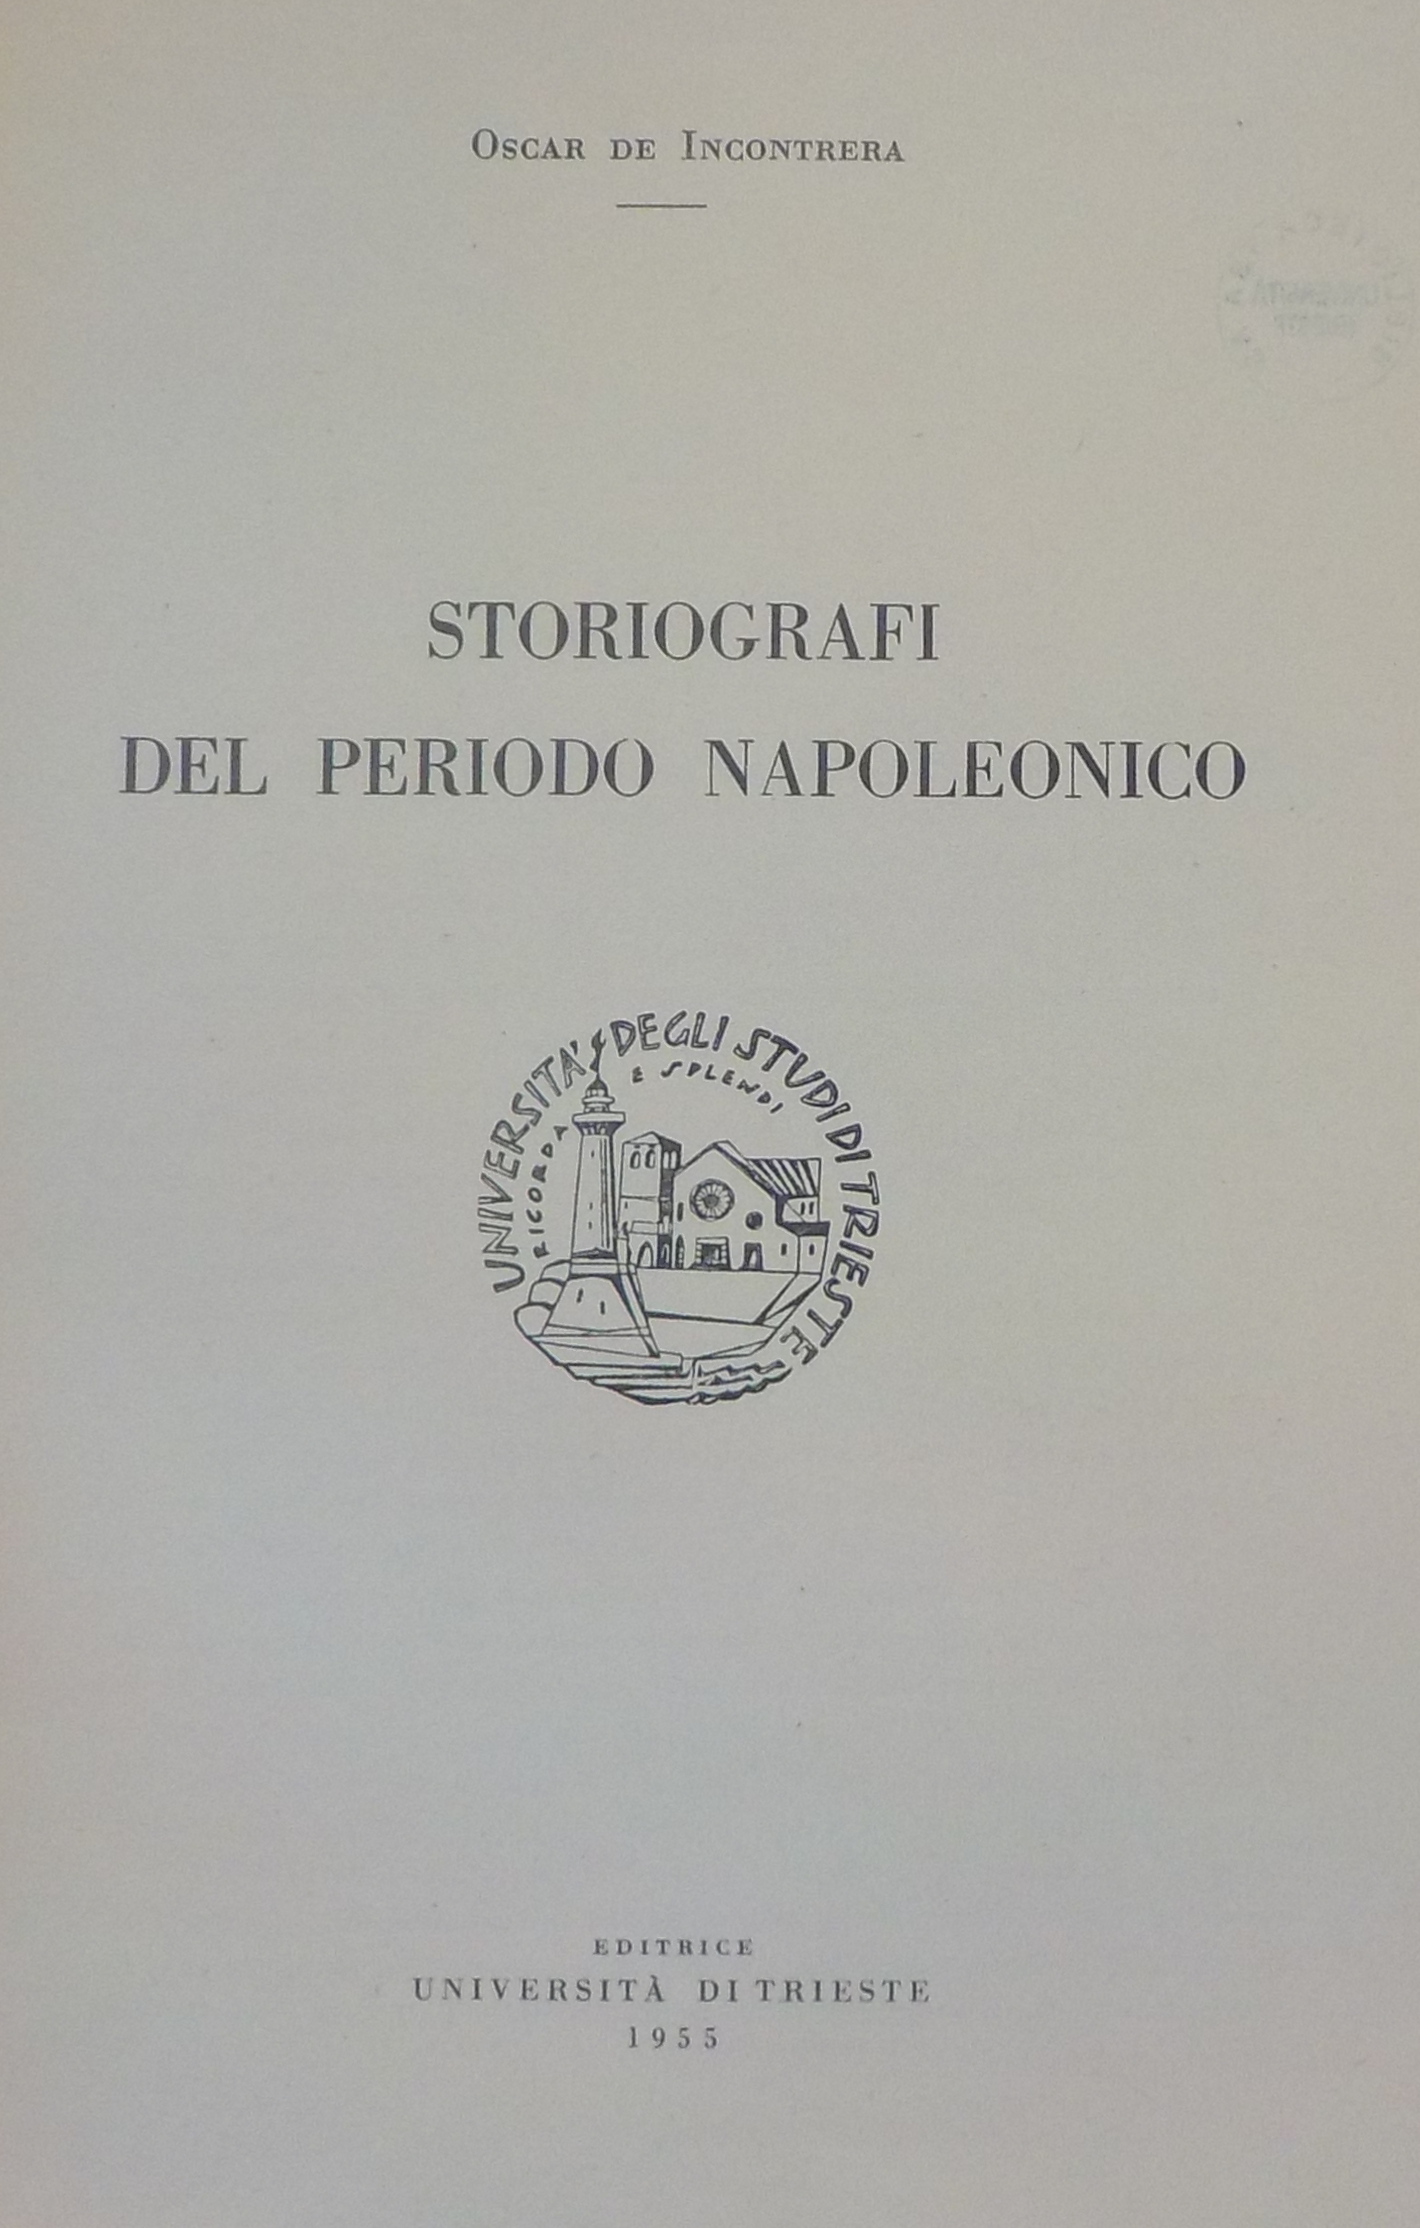 Oscar de Incontrera
STORIOGRAFI
DEL PERIODO NAPOLEONICO
UNIVERSITA' DEGLI STUDI DI TRIESTE
RICORDA E SPLENDI
EDITRICE
UNIVERSITÀ DI TRIESTE
1955